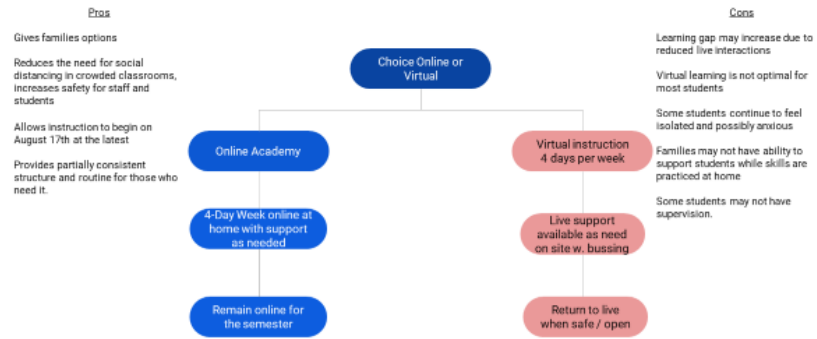 Pros
Gives families options
Reduces the need for social
distancing in crowded classrooms,
increases safety for staff and
students
Allows instruction to begin on
August 17th at the latest
Provides partially consistent
structure and routine for those who
need it.
Choice Online or
Virtual
Online Academy
4-Day Week online at
home with support
as needed
Remain online for
the semester
Virtual instruction
4 days per week
Live support
available as need
on site w. bussing
Return to live
when safe / open
Cons
Learning gap may increase due to
reduced live interactions
Virtual learning is not optimal for
most students
Some students continue to feel
isolated and possibly anxious
Families may not have ability to
support students while skills are
practiced at home
Some students may not have
supervision.